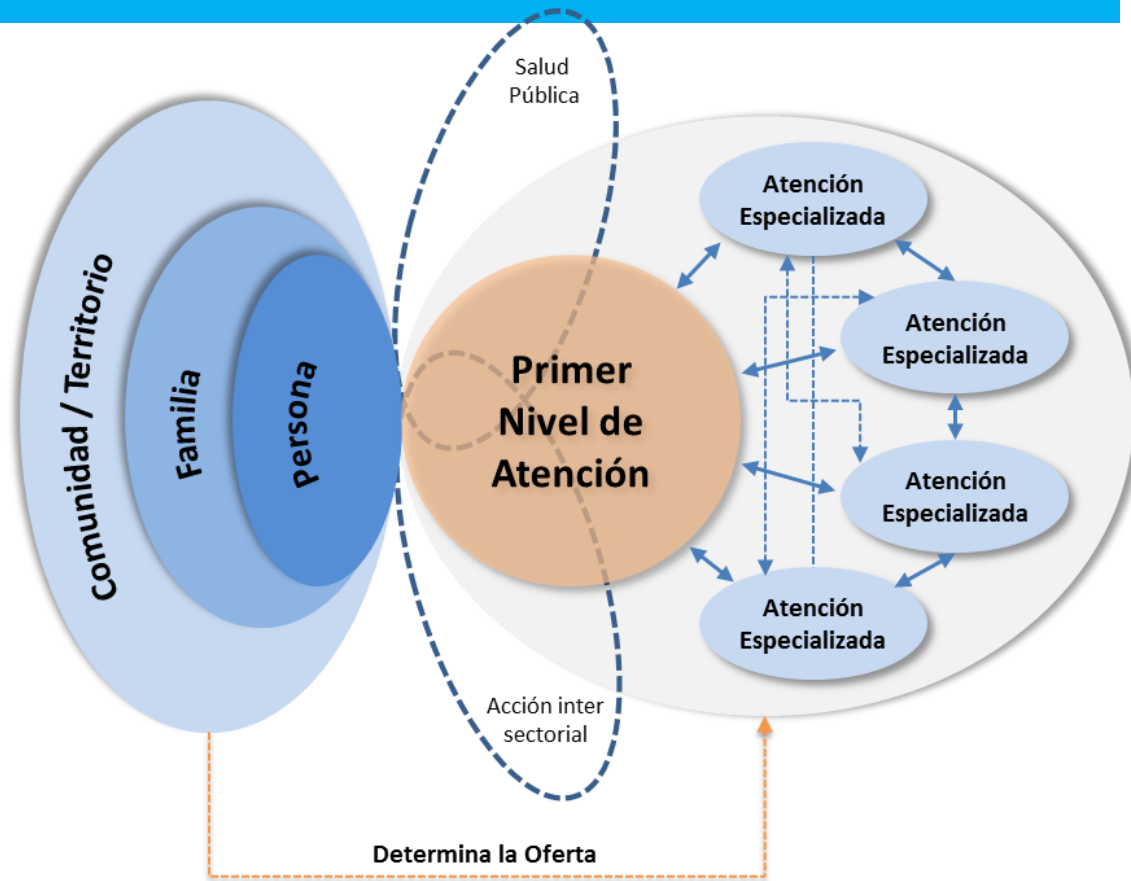 Salud
Pública
Comunidad / Territorio
Familia
Persona
Primer
Nivel de
Atención
Atención
Especializada
Atención
Especializada
Atención
Especializada
Atención
Especializada
Acción inter
sectorial
Determina la Oferta